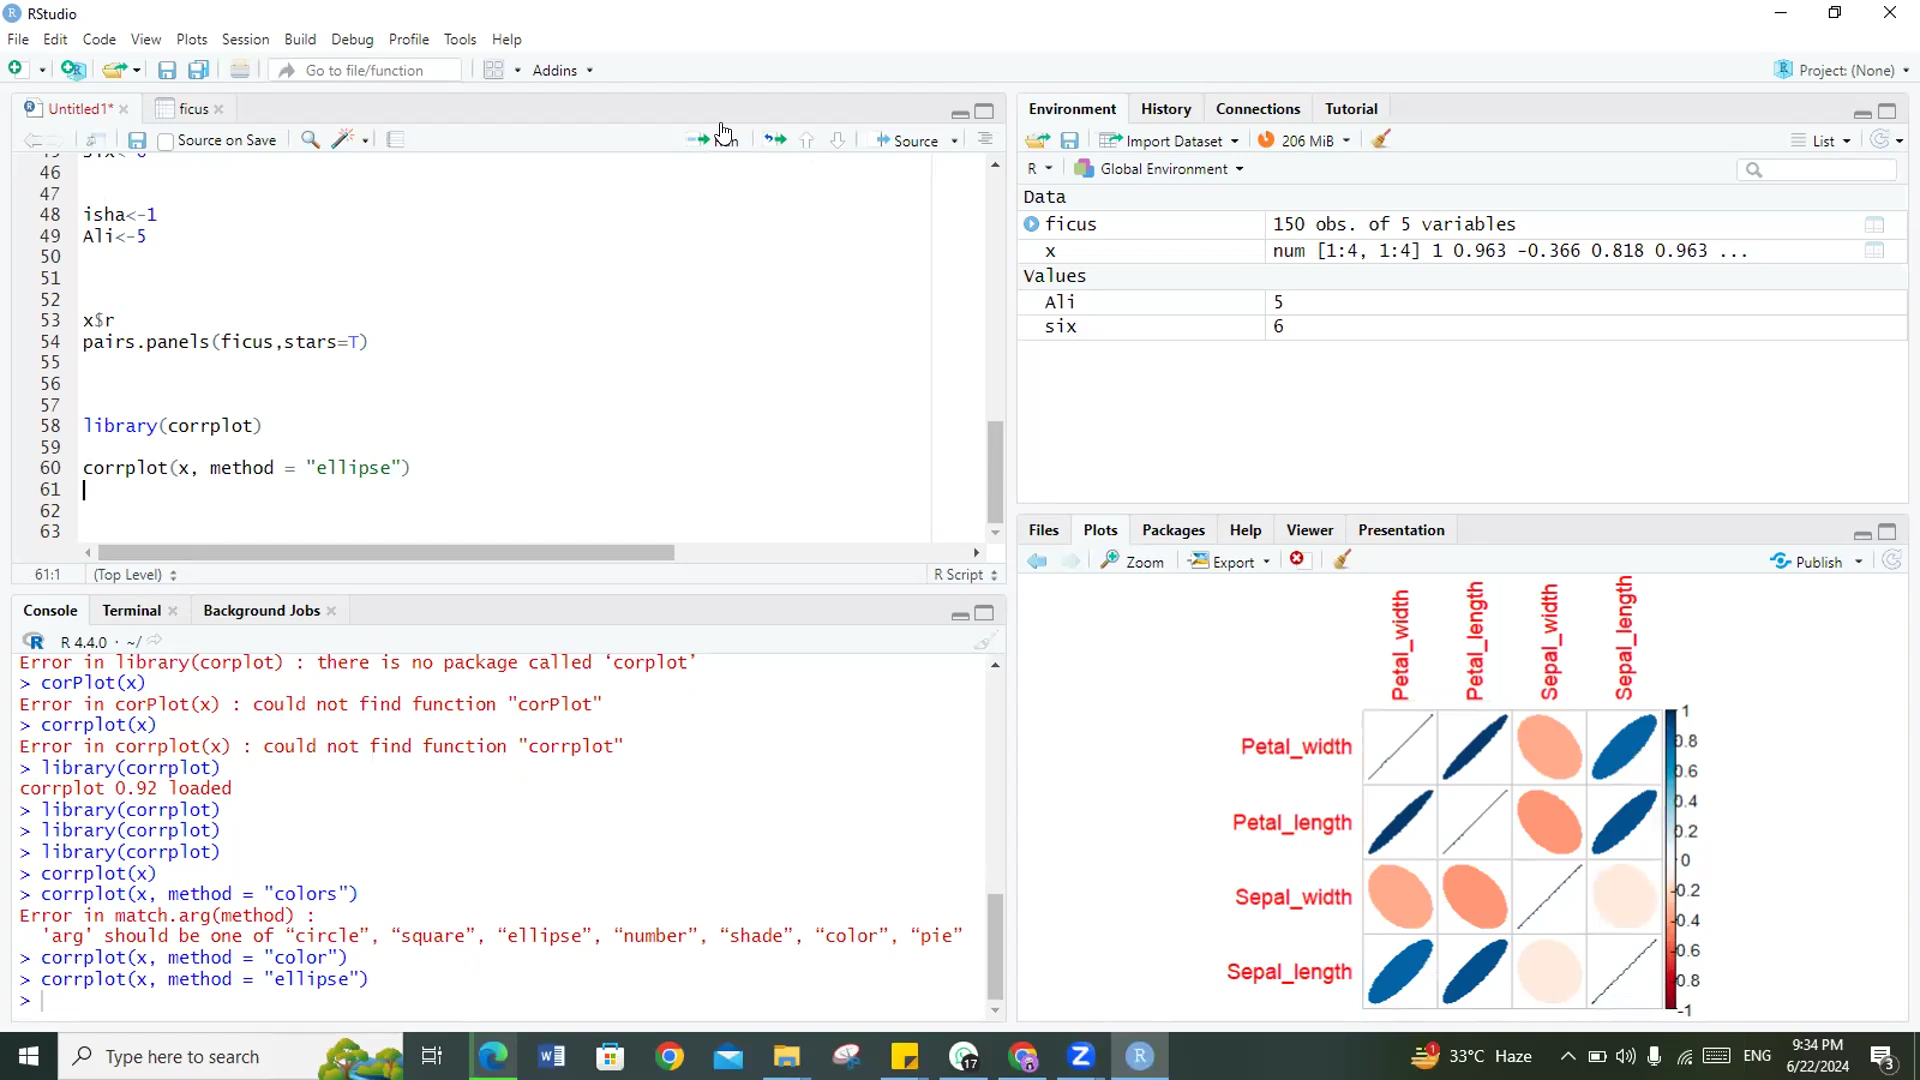 RStudio
File Edit Code View Plots Session Build Debug Profile Tools Help
Go to file/function Addins Project: (None)
Untitled1* ficus
Source on Save Source
46
47
48 isha<-1
49 Ali<-5
50
51
52
53 x$r
54 pairs.panels(ficus,stars=T)
55
56
57
58 library(corrplot)
59
60 corrplot(x, method = "ellipse")
61
62
63
61:1 (Top Level) R Script
Console Terminal Background Jobs
R 4.4.0 · ~/
Error in library(corplot) : there is no package called ‘corplot’
> corPlot(x)
Error in corPlot(x) : could not find function "corPlot"
> corrplot(x)
Error in corrplot(x) : could not find function "corrplot"
> library(corrplot)
corrplot 0.92 loaded
> library(corrplot)
> library(corrplot)
> library(corrplot)
> corrplot(x)
> corrplot(x, method = "colors")
Error in match.arg(method) :
'arg' should be one of “circle”, “square”, “ellipse”, “number”, “shade”, “color”, “pie”
> corrplot(x, method = "color")
> corrplot(x, method = "ellipse")
>
Environment History Connections Tutorial
Import Dataset 206 MiB List
R Global Environment
Data
ficus 150 obs. of 5 variables
x num [1:4, 1:4] 1 0.963 -0.366 0.818 0.963 ...
Values
Ali 5
six 6
Files Plots Packages Help Viewer Presentation
Zoom Export Publish
Petal_width Petal_length Sepal_width Sepal_length
Petal_width
Petal_length
Sepal_width
Sepal_length
1
0.8
0.6
0.4
0.2
0
-0.2
-0.4
-0.6
-0.8
-1
Type here to search 17 33°C Haze ENG 9:34 PM
6/22/2024 3